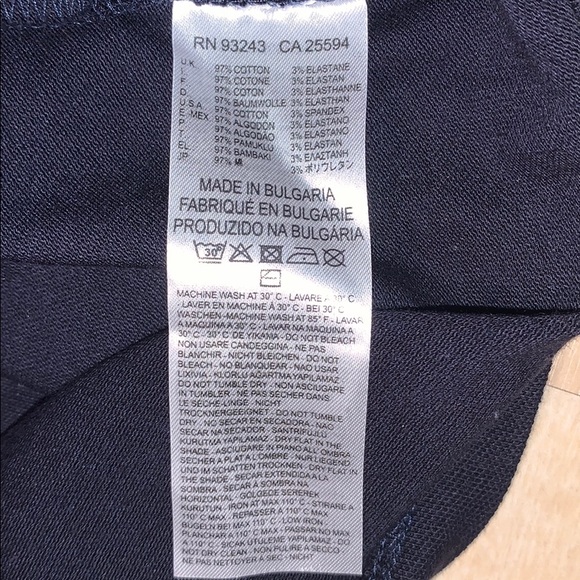 RN 93243 CA 25594
U.K. 97% COTTON 3% ELASTANE
97% COTONE 3% ELASTAN
F 97% COTON 3% ELASTHANNE
D 97% BAUMWOLLE 3% ELASTHAN
U.S.A. 97% COTTON 3% SPANDEX
E-MEX 97% ALGODON 3% ELASTANO
P 97% ALGODÃO 3% ELASTANO
T 97% PAMUKLU 3% ELASTAN
EL 97% BAMBAKI 3% ΕΛΑΣΤΑΝΗ
JP 97% 綿 3% ポリウレタン
MADE IN BULGARIA
FABRIQUÉ EN BULGARIE
PRODUZIDO NA BULGÁRIA
30°
MACHINE WASH AT 30° C - LAVARE A 30° C
- LAVER EN MACHINE À 30° C - BEI 30° C
WASCHEN -MACHINE WASH AT 85° F - LAVAR
A MAQUINA A 30° C - LAVAR NA MAQUINA A
30° C - 30° C' DE YIKAMA - DO NOT BLEACH
NON USARE CANDEGGINA - NE PAS
BLANCHIR - NICHT BLEICHEN - DO NOT
BLEACH - NO BLANQUEAR - NAO USAR
LIXIVIA - KLORLU AGARTMA YAPILAMAZ
DO NOT TUMBLE DRY - NON ASCIUGARE
IN TUMBLER - NE PAS SECHER DANS
LE SECHE-LINGE - NICHT
TROCKNERGEEIGNET - DO NOT TUMBLE
DRY - NO SECAR EN SECADORA - NAO
SECAR NA SECADOR - SANTRIFUJLU
KURUTMA YAPILAMAZ - DRY FLAT IN THE
SHADE - ASCIUGARE IN PIANO ALL'OMBRA
SECHER A PLAT A L'OMBRE - LIEGEND
UND IM SCHATTEN TROCKNEN - DRY FLAT IN
SHADE - SECAR EXTENDIDA A LA
SOMBRA - SECAR À SOMBRA NA
HORIZONTAL - GOLGEDE SEREREK
KURUTUN - IRON AT MAX 110° C - STIRARE A
110° C MAX - REPASSER A 110° C MAX
BÜGELN BEI MAX 110° C - LOW IRON
PLANCHAR A 110° C - MAX 110° C
110° C - SICAK UTULEME YAPILAMAZ
DO NOT DRY CLEAN - NON PULIRE A SECCO
- NE PAS NETTOYER A SEC - NICHT